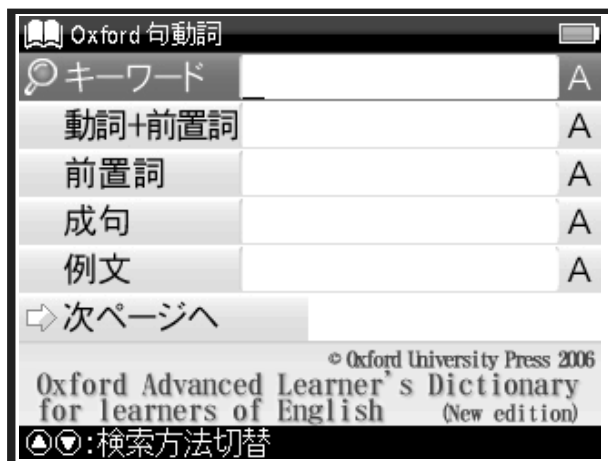 Oxford 句動詞
キーワード A
動詞+前置詞 A
前置詞 A
成句 A
例文 A
⇨次ページへ
© Oxford University Press 2006
Oxford Advanced Learner's Dictionary
for learners of English (New edition)
:検索方法切替